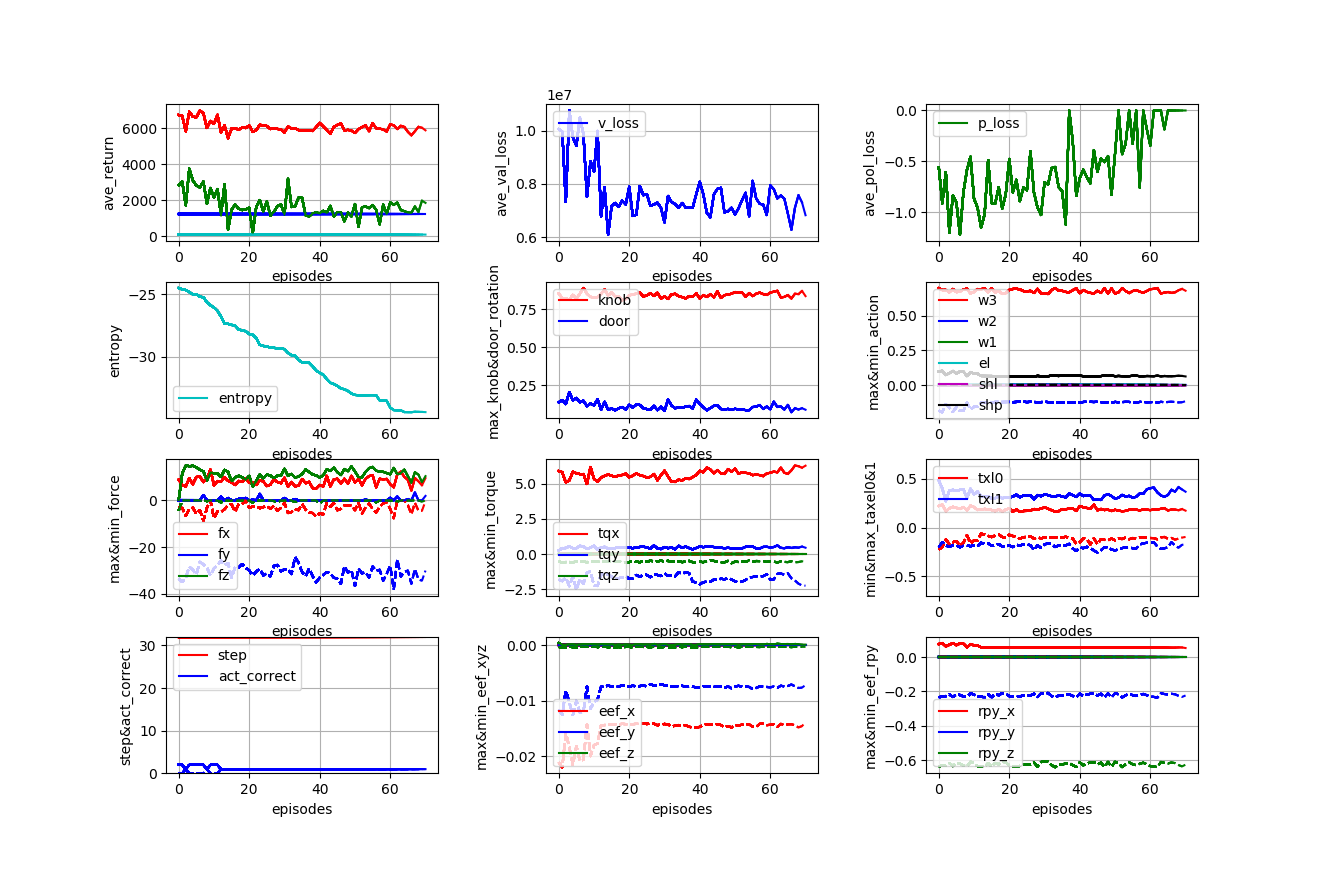 ave_return
6000
4000
2000
0
0 20 40 60
episodes
1e7
ave_val_loss
1.0
0.8
0.6
v_loss
0 20 40 60
episodes
ave_pol_loss
0.0
−0.5
−1.0
p_loss
0 20 40 60
episodes
entropy
−25
−30
entropy
0 20 40 60
episodes
max_knob&door_rotation
0.75
0.50
0.25
knob
door
0 20 40 60
episodes
max&min_action
0.50
0.25
0.00
w3
w2
w1
el
shl
shp
0 20 40 60
episodes
max&min_force
0
−20
−40
fx
fy
fz
0 20 40 60
episodes
max&min_torque
5.0
2.5
0.0
−2.5
tqx
tqy
tqz
0 20 40 60
episodes
min&max_taxel0&1
0.5
0.0
−0.5
txl0
txl1
0 20 40 60
episodes
step&act_correct
30
20
10
0
step
act_correct
0 20 40 60
episodes
max&min_eef_xyz
0.00
−0.01
−0.02
eef_x
eef_y
eef_z
0 20 40 60
episodes
max&min_eef_rpy
0.0
−0.2
−0.4
−0.6
rpy_x
rpy_y
rpy_z
0 20 40 60
episodes